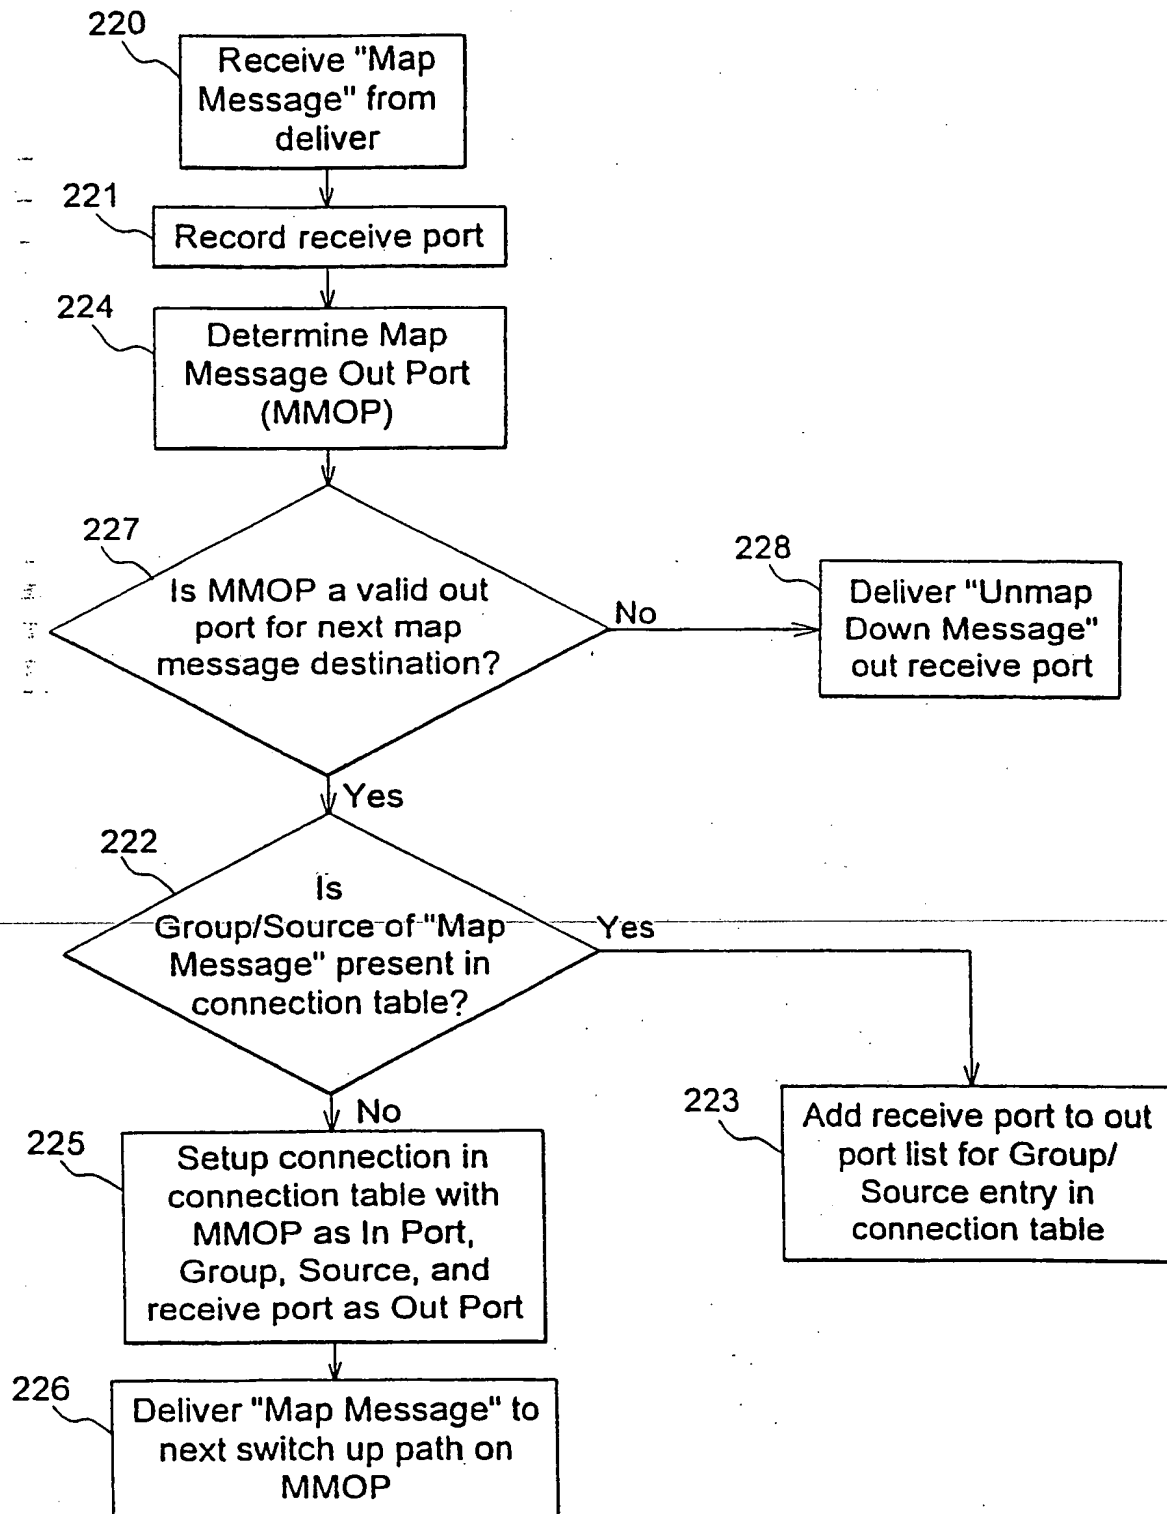 220
Receive "Map
Message" from
deliver
221
Record receive port
224
Determine Map
Message Out Port
(MMOP)
227
Is MMOP a valid out
port for next map
message destination?
No
228
Deliver "Unmap
Down Message"
out receive port
Yes
222
Is
Group/Source of "Map
Message" present in
connection table?
Yes
No
223
Add receive port to out
port list for Group/
Source entry in
connection table
225
Setup connection in
connection table with
MMOP as In Port,
Group, Source, and
receive port as Out Port
226
Deliver "Map Message" to
next switch up path on
MMOP